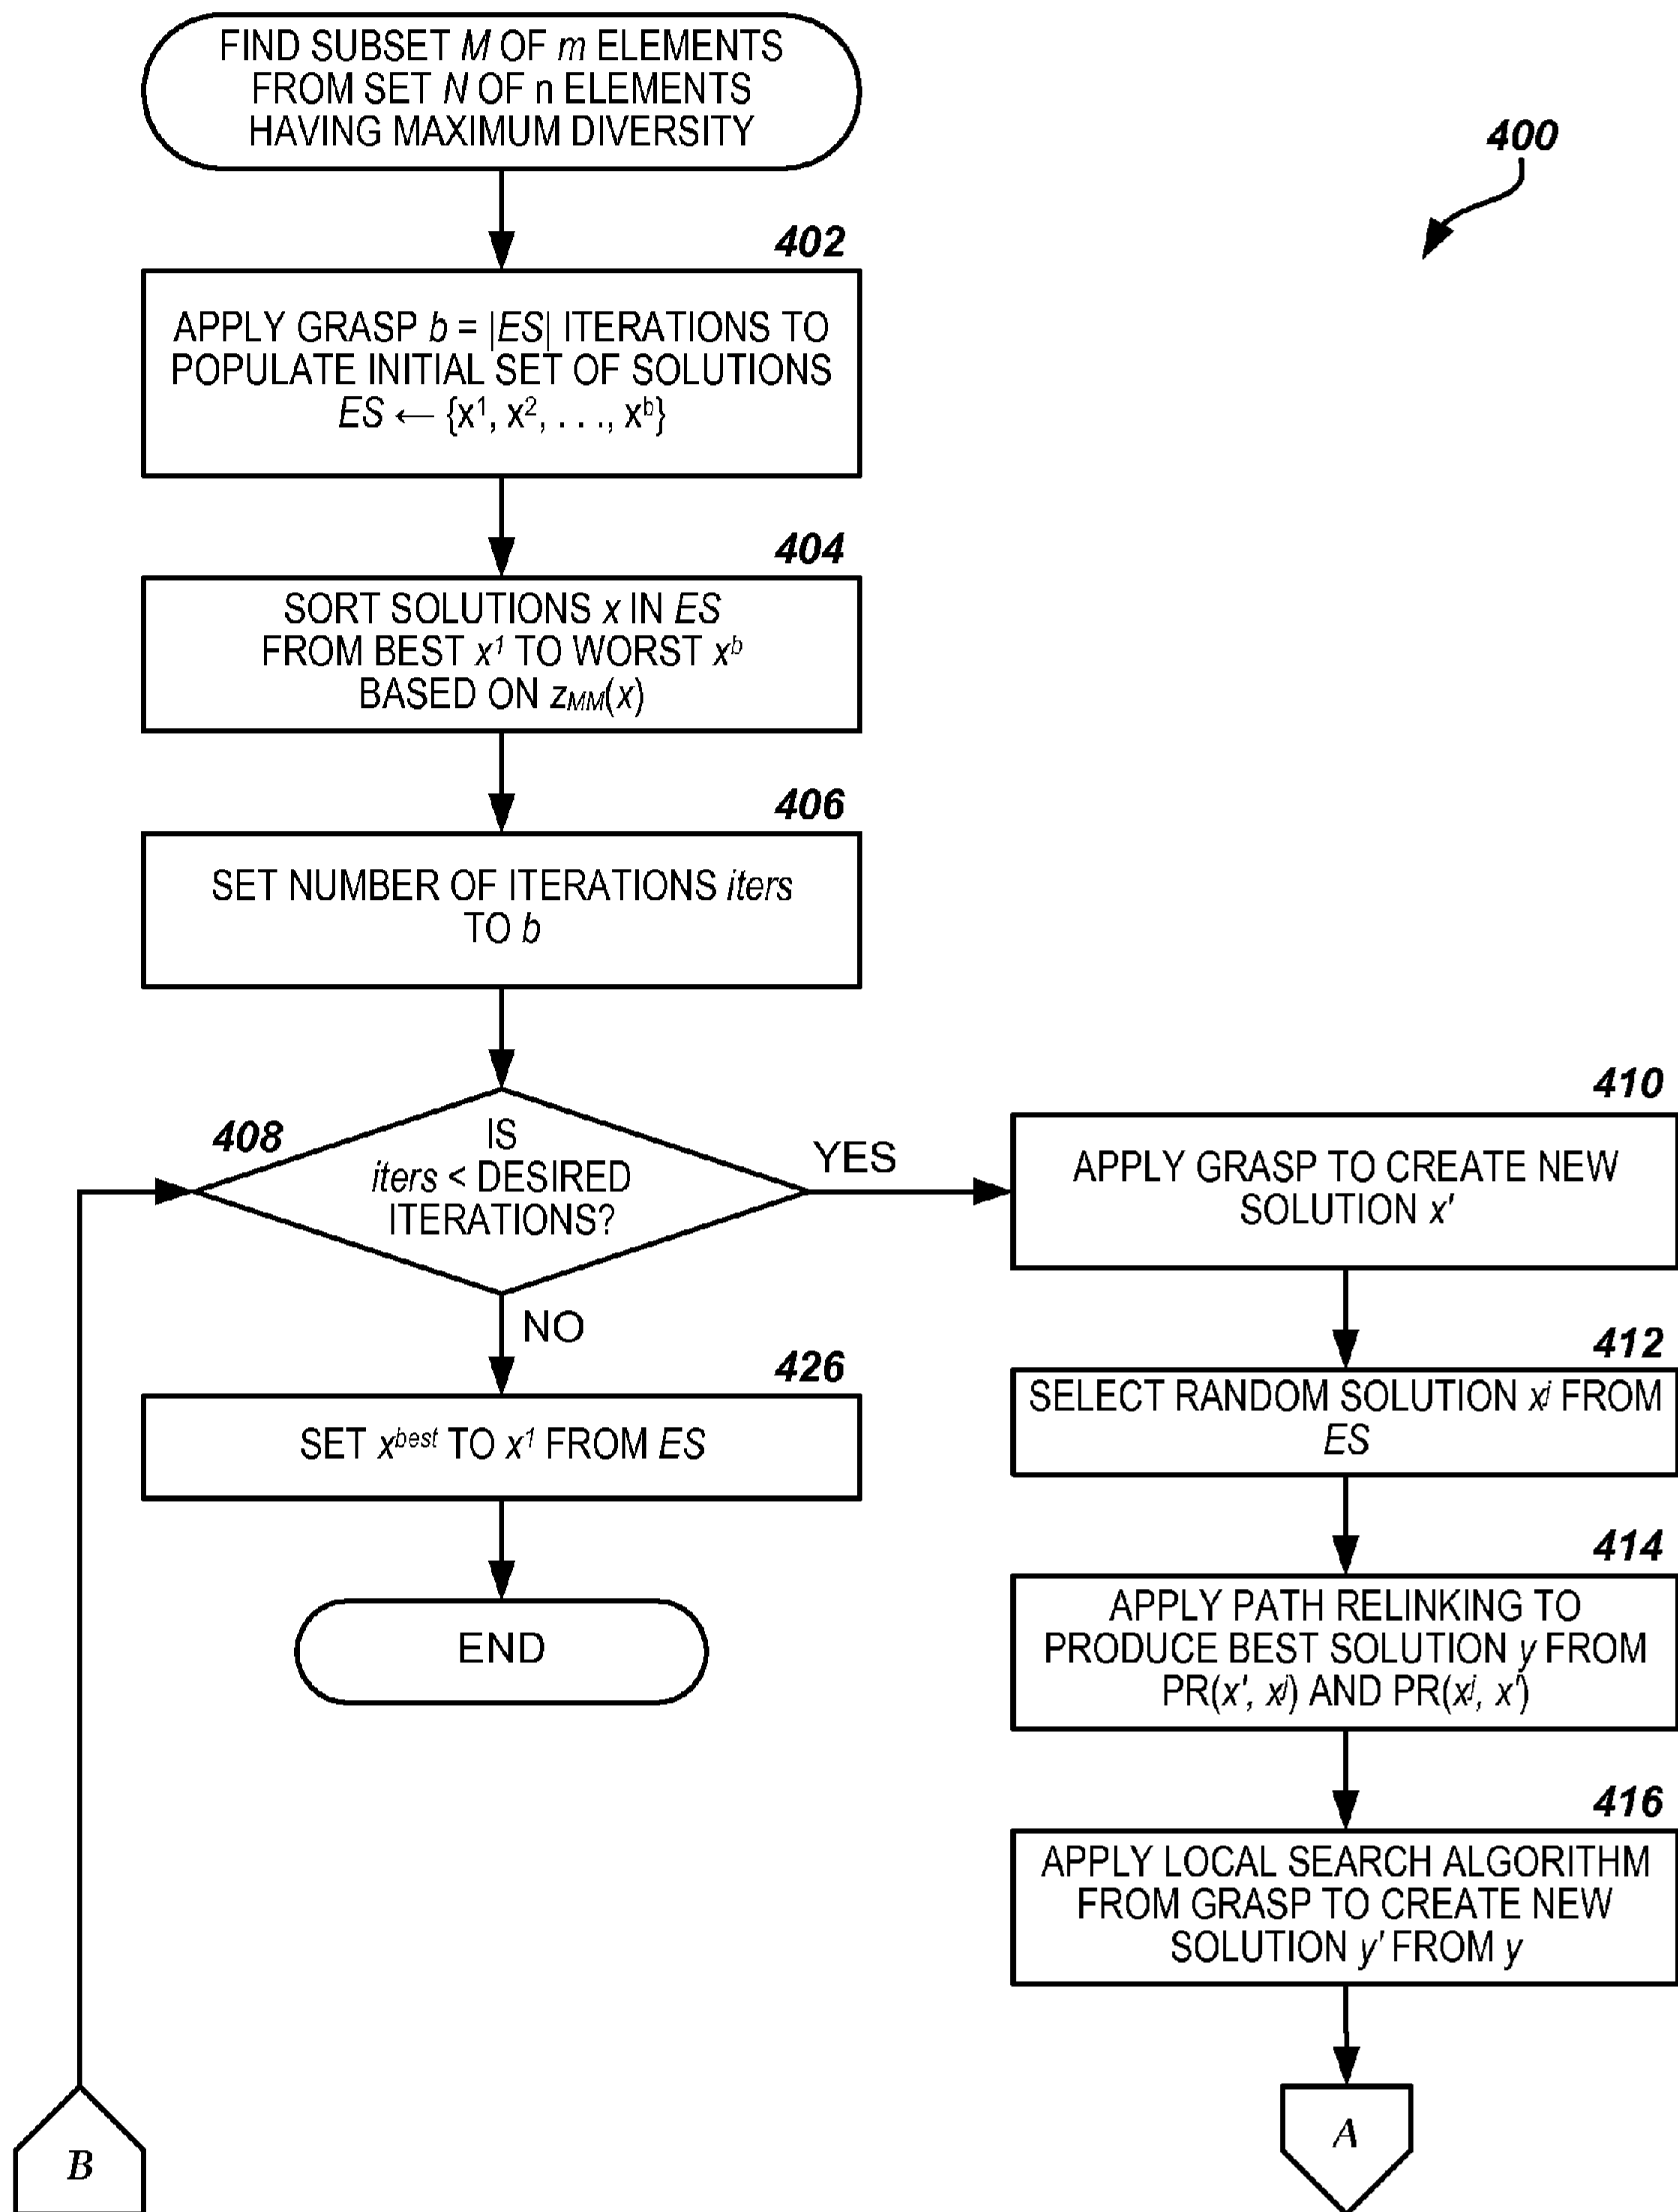 FIND SUBSET M OF m ELEMENTS
FROM SET N OF n ELEMENTS
HAVING MAXIMUM DIVERSITY
400
402
APPLY GRASP b = |ES| ITERATIONS TO
POPULATE INITIAL SET OF SOLUTIONS
ES ← {x¹, x², . . ., xᵇ}
404
SORT SOLUTIONS x IN ES
FROM BEST x¹ TO WORST xᵇ
BASED ON zMM(x)
406
SET NUMBER OF ITERATIONS iters
TO b
408
IS
iters < DESIRED
ITERATIONS?
YES
NO
426
SET xbest TO x¹ FROM ES
END
410
APPLY GRASP TO CREATE NEW
SOLUTION x'
412
SELECT RANDOM SOLUTION xʲ FROM
ES
414
APPLY PATH RELINKING TO
PRODUCE BEST SOLUTION y FROM
PR(x', xʲ) AND PR(xʲ, x')
416
APPLY LOCAL SEARCH ALGORITHM
FROM GRASP TO CREATE NEW
SOLUTION y' FROM y
A
B